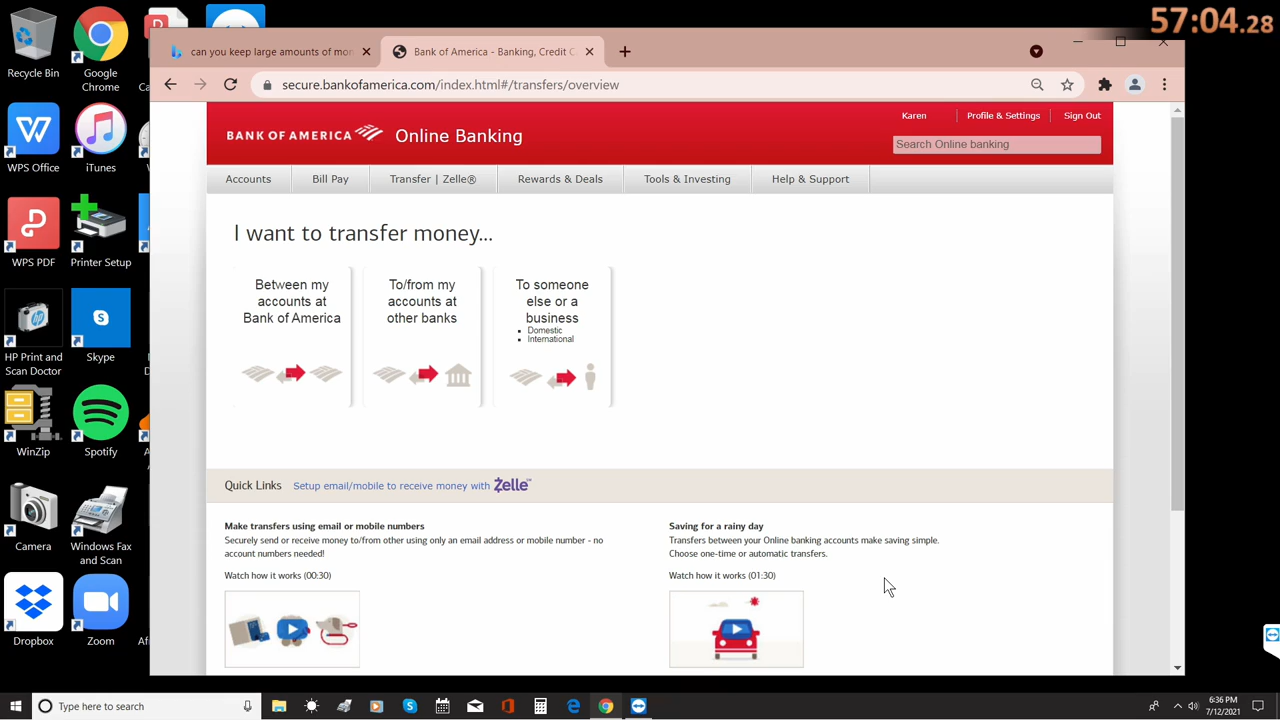 57:04.28
can you keep large amounts of mon
Bank of America - Banking, Credit C
secure.bankofamerica.com/index.html#/transfers/overview
BANK OF AMERICA
Online Banking
Karen
Profile & Settings
Sign Out
Search Online banking
Accounts
Bill Pay
Transfer | Zelle®
Rewards & Deals
Tools & Investing
Help & Support
I want to transfer money...
Between my
accounts at
Bank of America
To/from my
accounts at
other banks
To someone
else or a
business
Domestic
International
Quick Links
Setup email/mobile to receive money with Zelle
Make transfers using email or mobile numbers
Securely send or receive money to/from other using only an email address or mobile number - no
account numbers needed!
Watch how it works (00:30)
Saving for a rainy day
Transfers between your Online banking accounts make saving simple.
Choose one-time or automatic transfers.
Watch how it works (01:30)
Recycle Bin
Google
Chrome
WPS Office
iTunes
WPS PDF
Printer Setup
HP Print and
Scan Doctor
Skype
WinZip
Spotify
Camera
Windows Fax
and Scan
Dropbox
Zoom
Type here to search
6:36 PM
7/12/2021